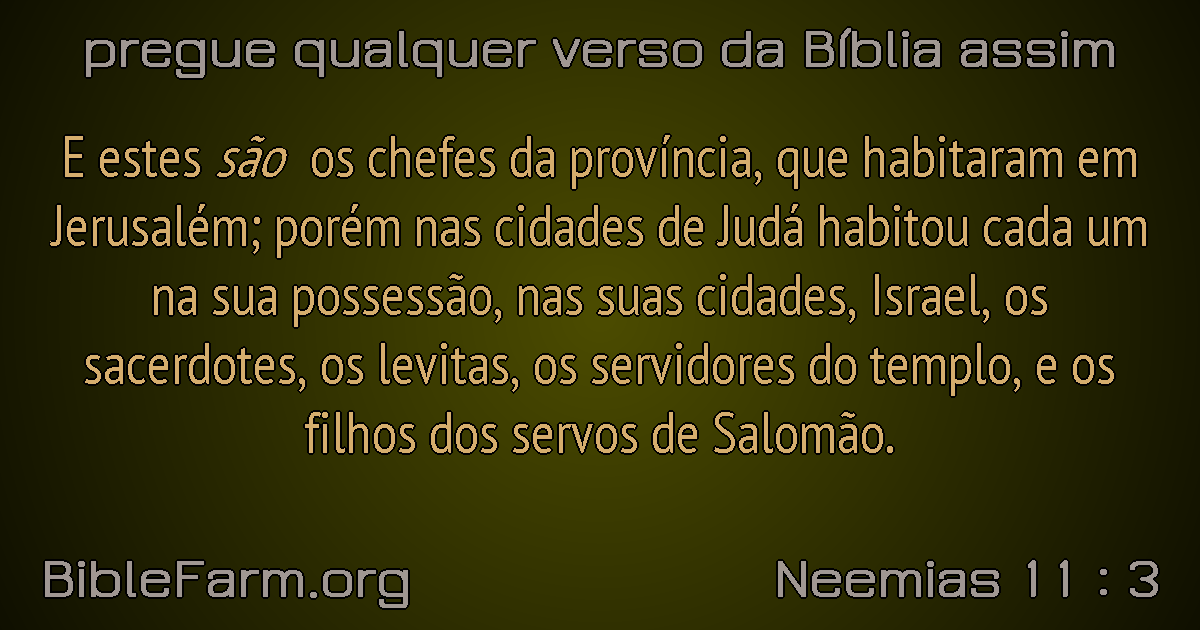 pregue qualquer verso da Bíblia assim
E estes são os chefes da província, que habitaram em
Jerusalém; porém nas cidades de Judá habitou cada um
na sua possessão, nas suas cidades, Israel, os
sacerdotes, os levitas, os servidores do templo, e os
filhos dos servos de Salomão.
BibleFarm.org
Neemias 11 : 3